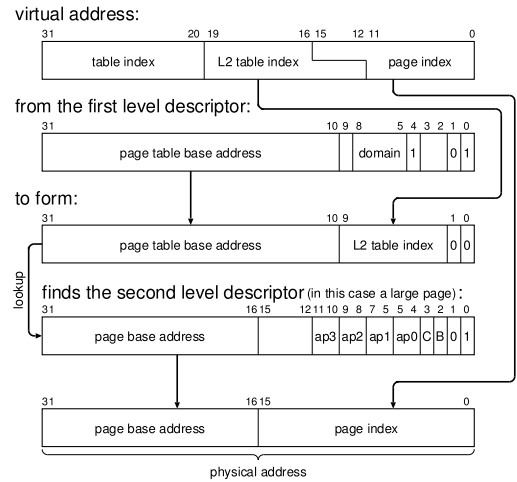 virtual address:
31 20 19 16 15 12 11 0
table index L2 table index page index
from the first level descriptor:
31 10 9 8 5 4 3 2 1 0
page table base address domain 1 0 1
to form:
31 10 9 1 0
page table base address L2 table index 0 0
lookup
finds the second level descriptor (in this case a large page) :
31 16 15 12 11 10 9 8 7 5 5 4 3 2 1 0
page base address ap3 ap2 ap1 ap0 C B 0 1
31 16 15 0
page base address page index
physical address